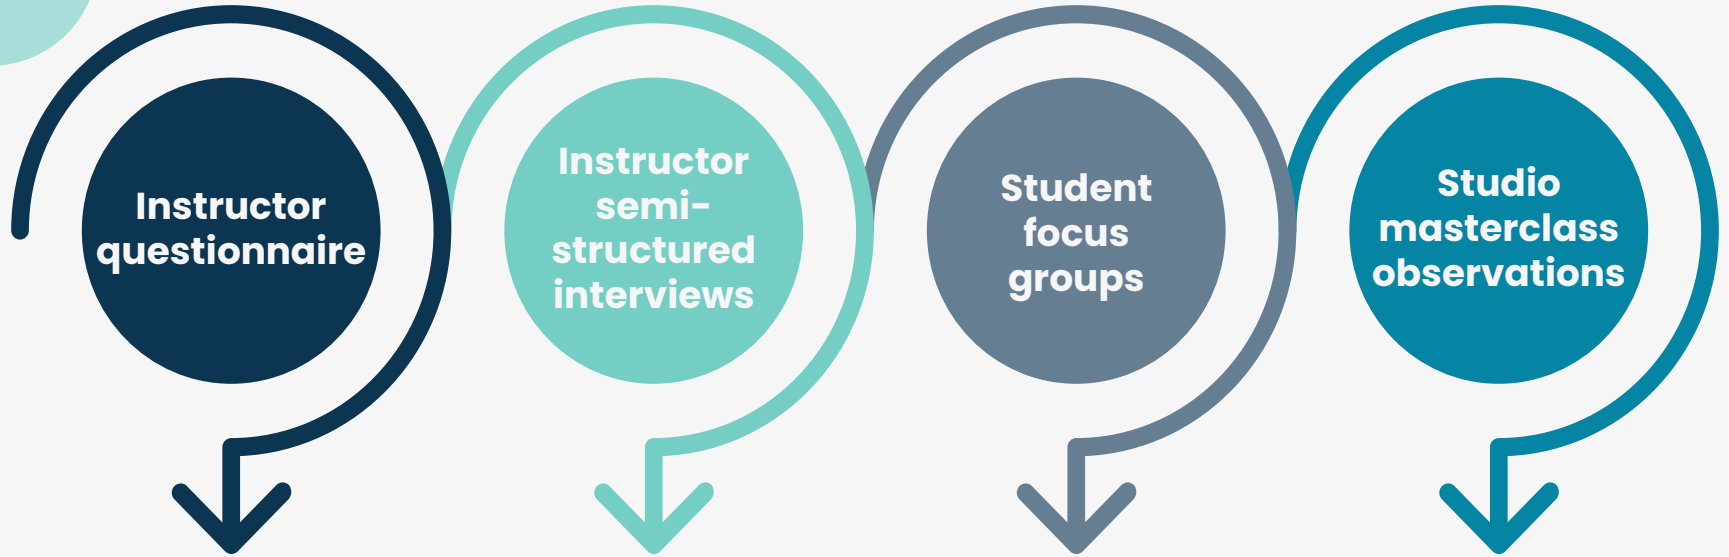 Instructor
questionnaire
Instructor
semi-
structured
interviews
Student
focus
groups
Studio
masterclass
observations